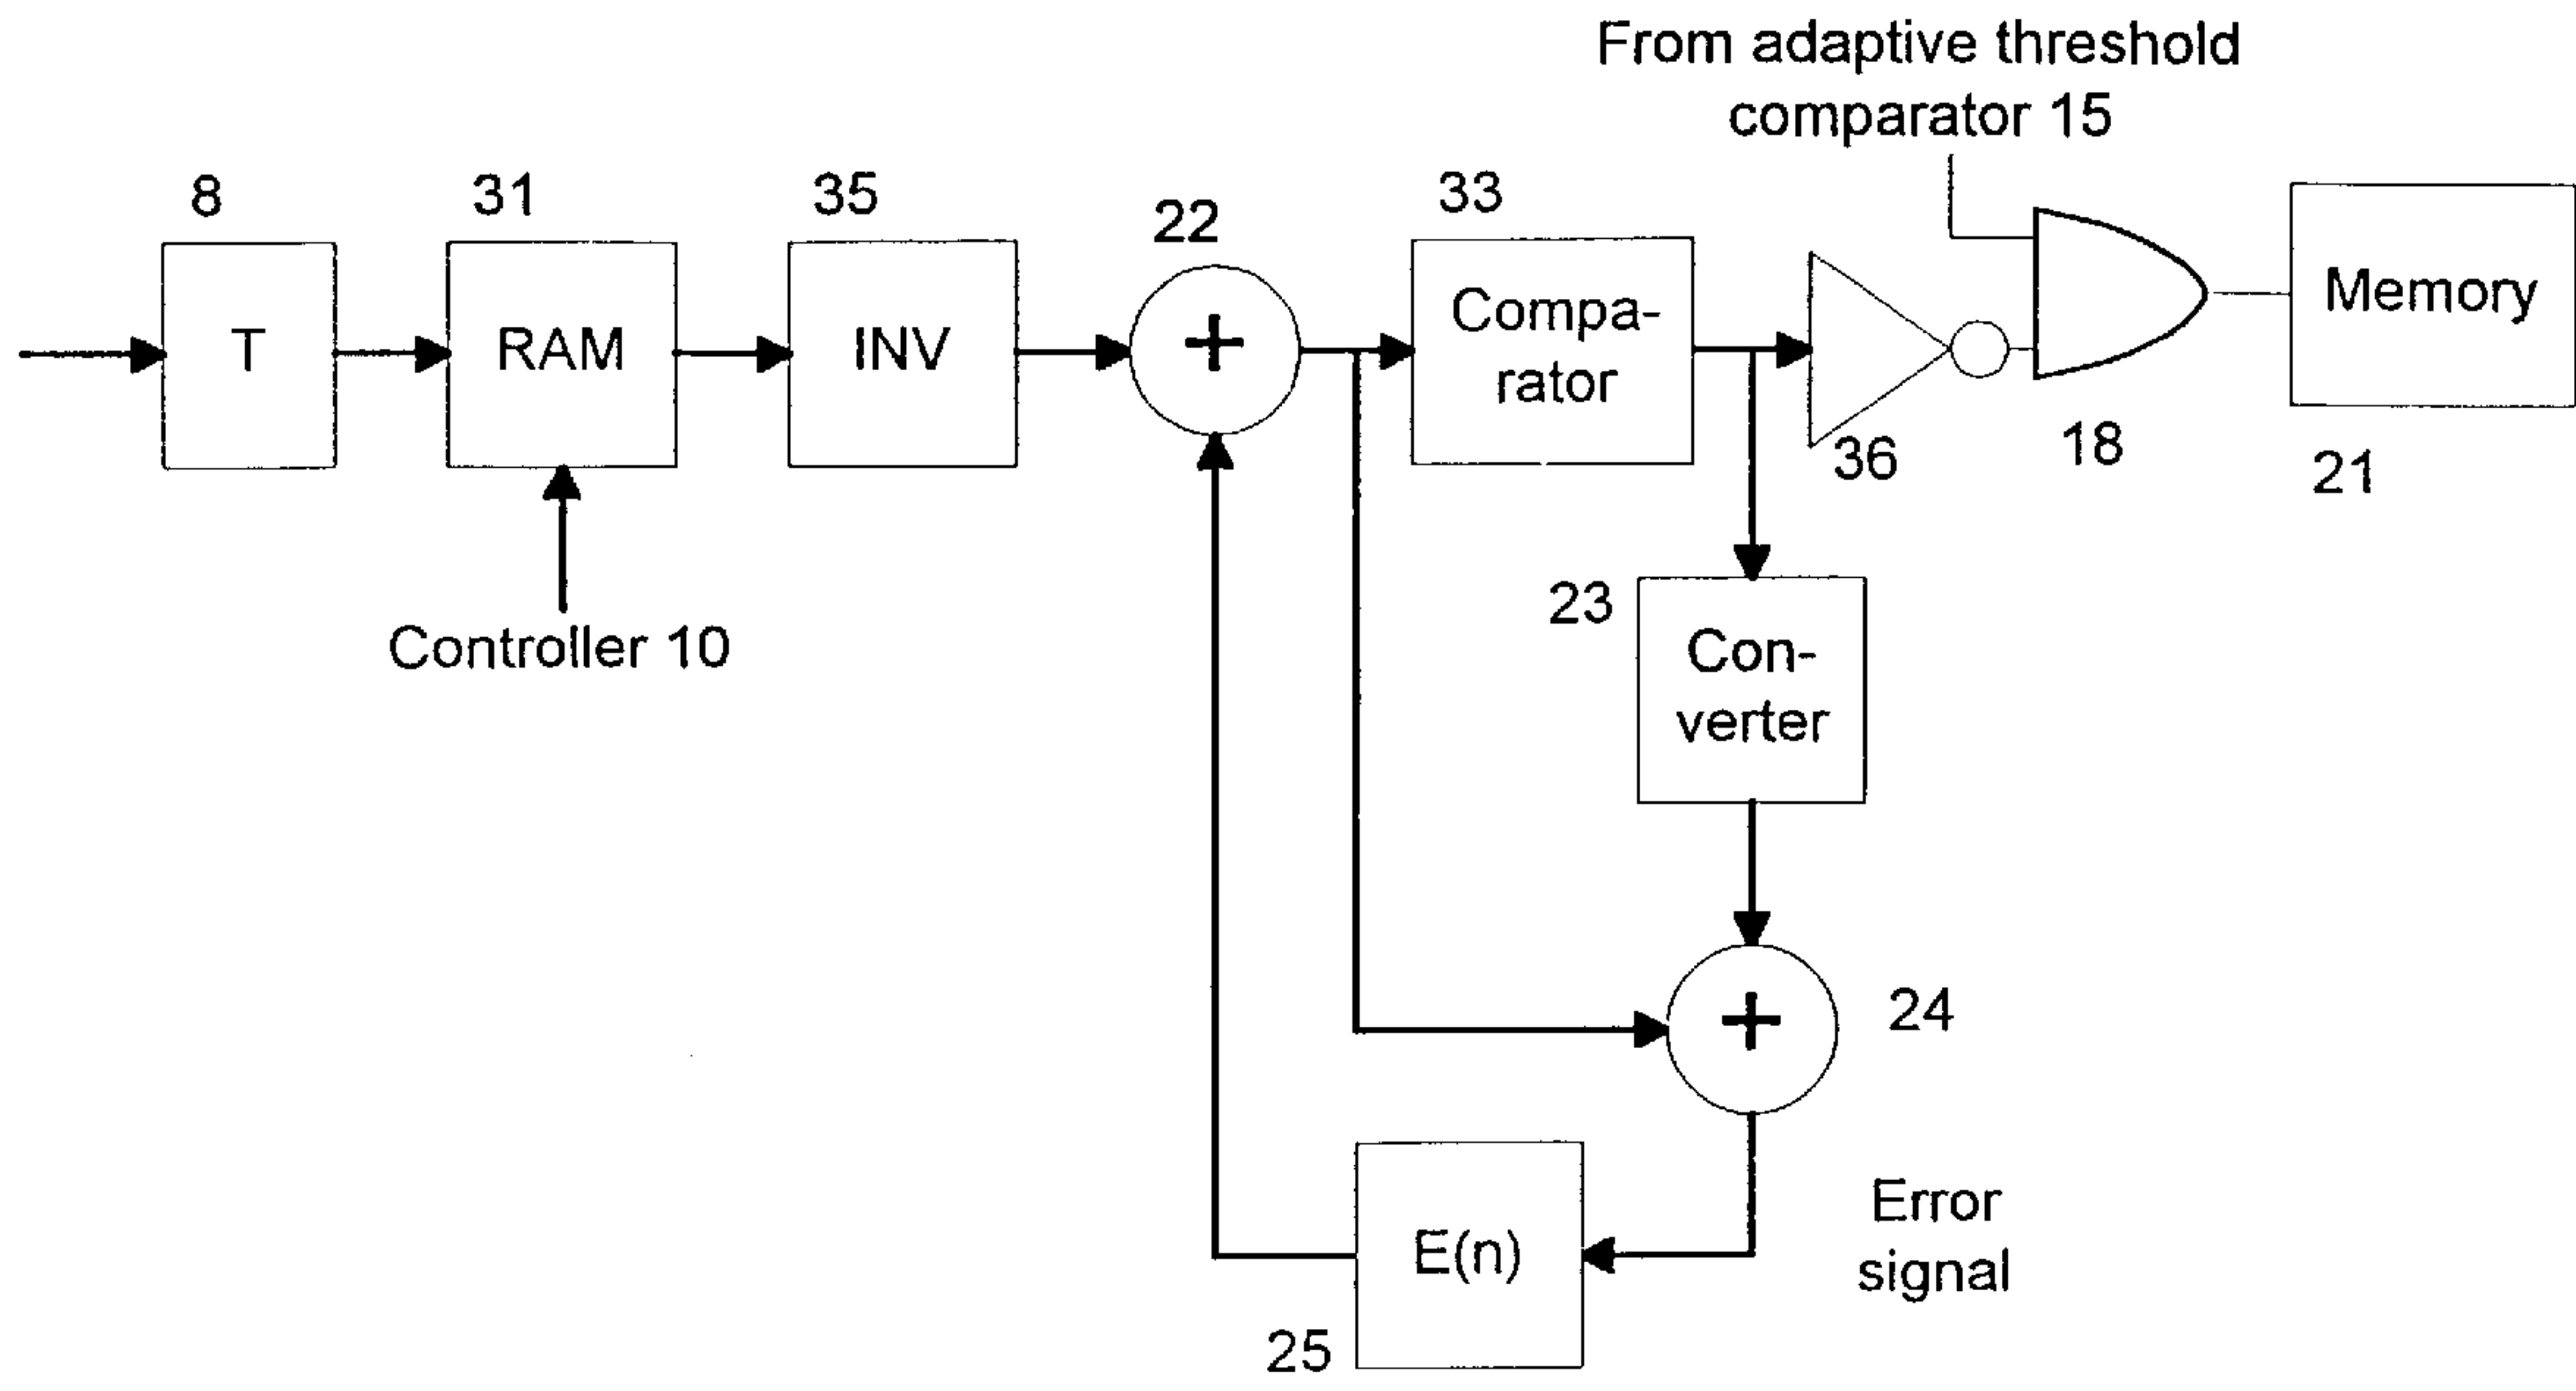 From adaptive threshold
comparator 15
8
31
35
22
33
T
RAM
INV
+
Compa-
rator
36
18
Memory
21
Controller 10
23
Con-
verter
+
24
E(n)
25
Error
signal